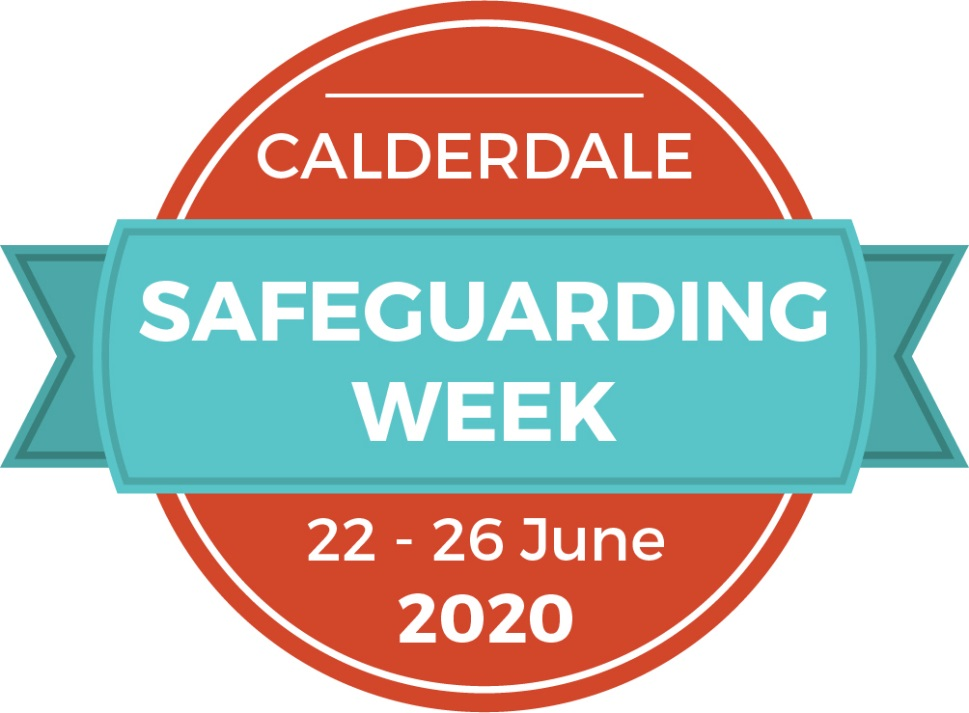 CALDERDALE
SAFEGUARDING
WEEK
22 - 26 June
2020